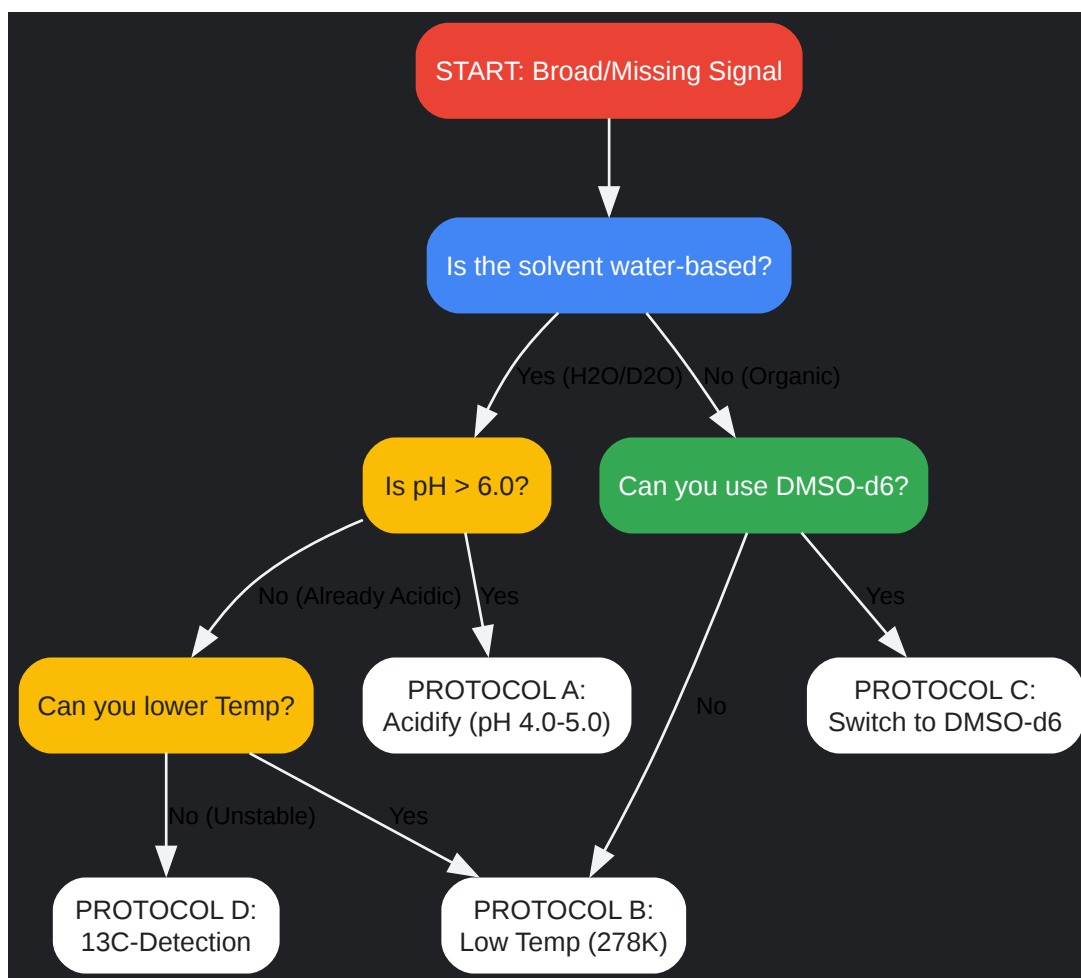 START: Broad/Missing Signal
Is the solvent water-based?
Yes (H2O/D2O)
No (Organic)
Is pH > 6.0?
Can you use DMSO-d6?
No (Already Acidic)
Yes
Yes
Can you lower Temp?
PROTOCOL A:
Acidify (pH 4.0-5.0)
No
PROTOCOL C:
Switch to DMSO-d6
No (Unstable)
Yes
PROTOCOL D:
13C-Detection
PROTOCOL B:
Low Temp (278K)